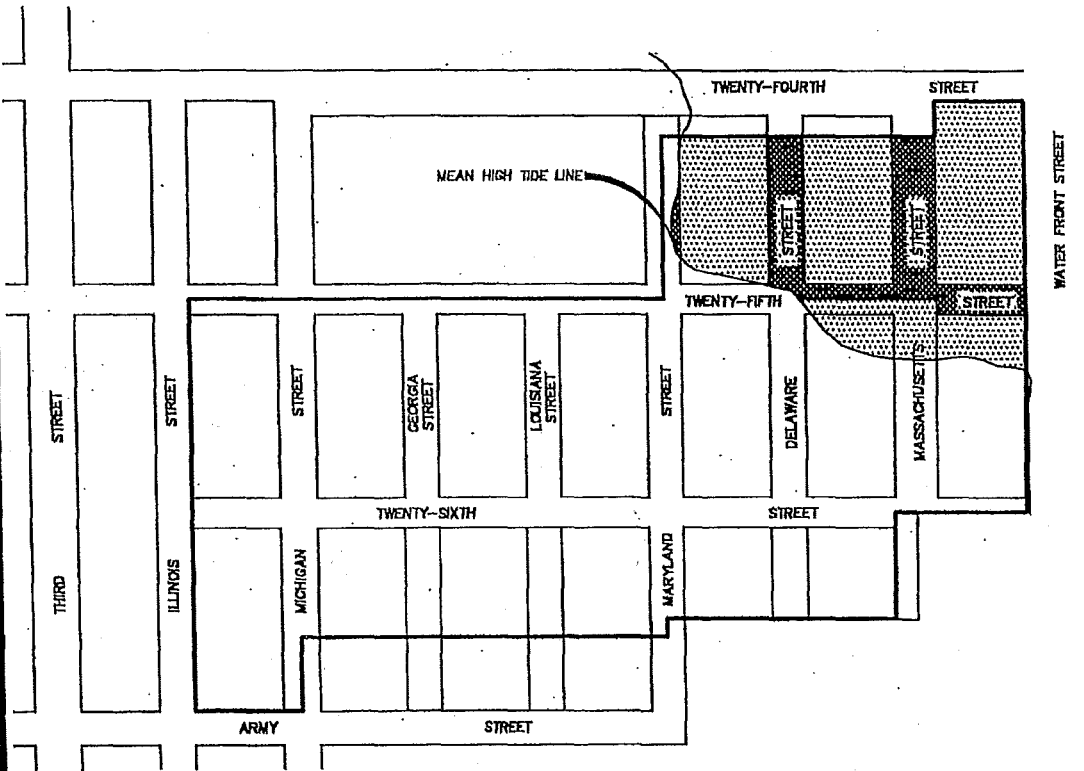 TWENTY-FOURTH STREET
WATER FRONT STREET
MEAN HIGH TIDE LINE
STREET
STREET
TWENTY-FIFTH
STREET
THIRD STREET
ILLINOIS STREET
MICHIGAN STREET
GEORGIA
STREET
LOUISIANA
STREET
MARYLAND STREET
DELAWARE
MASSACHUSETTS
TWENTY-SIXTH STREET
ARMY STREET